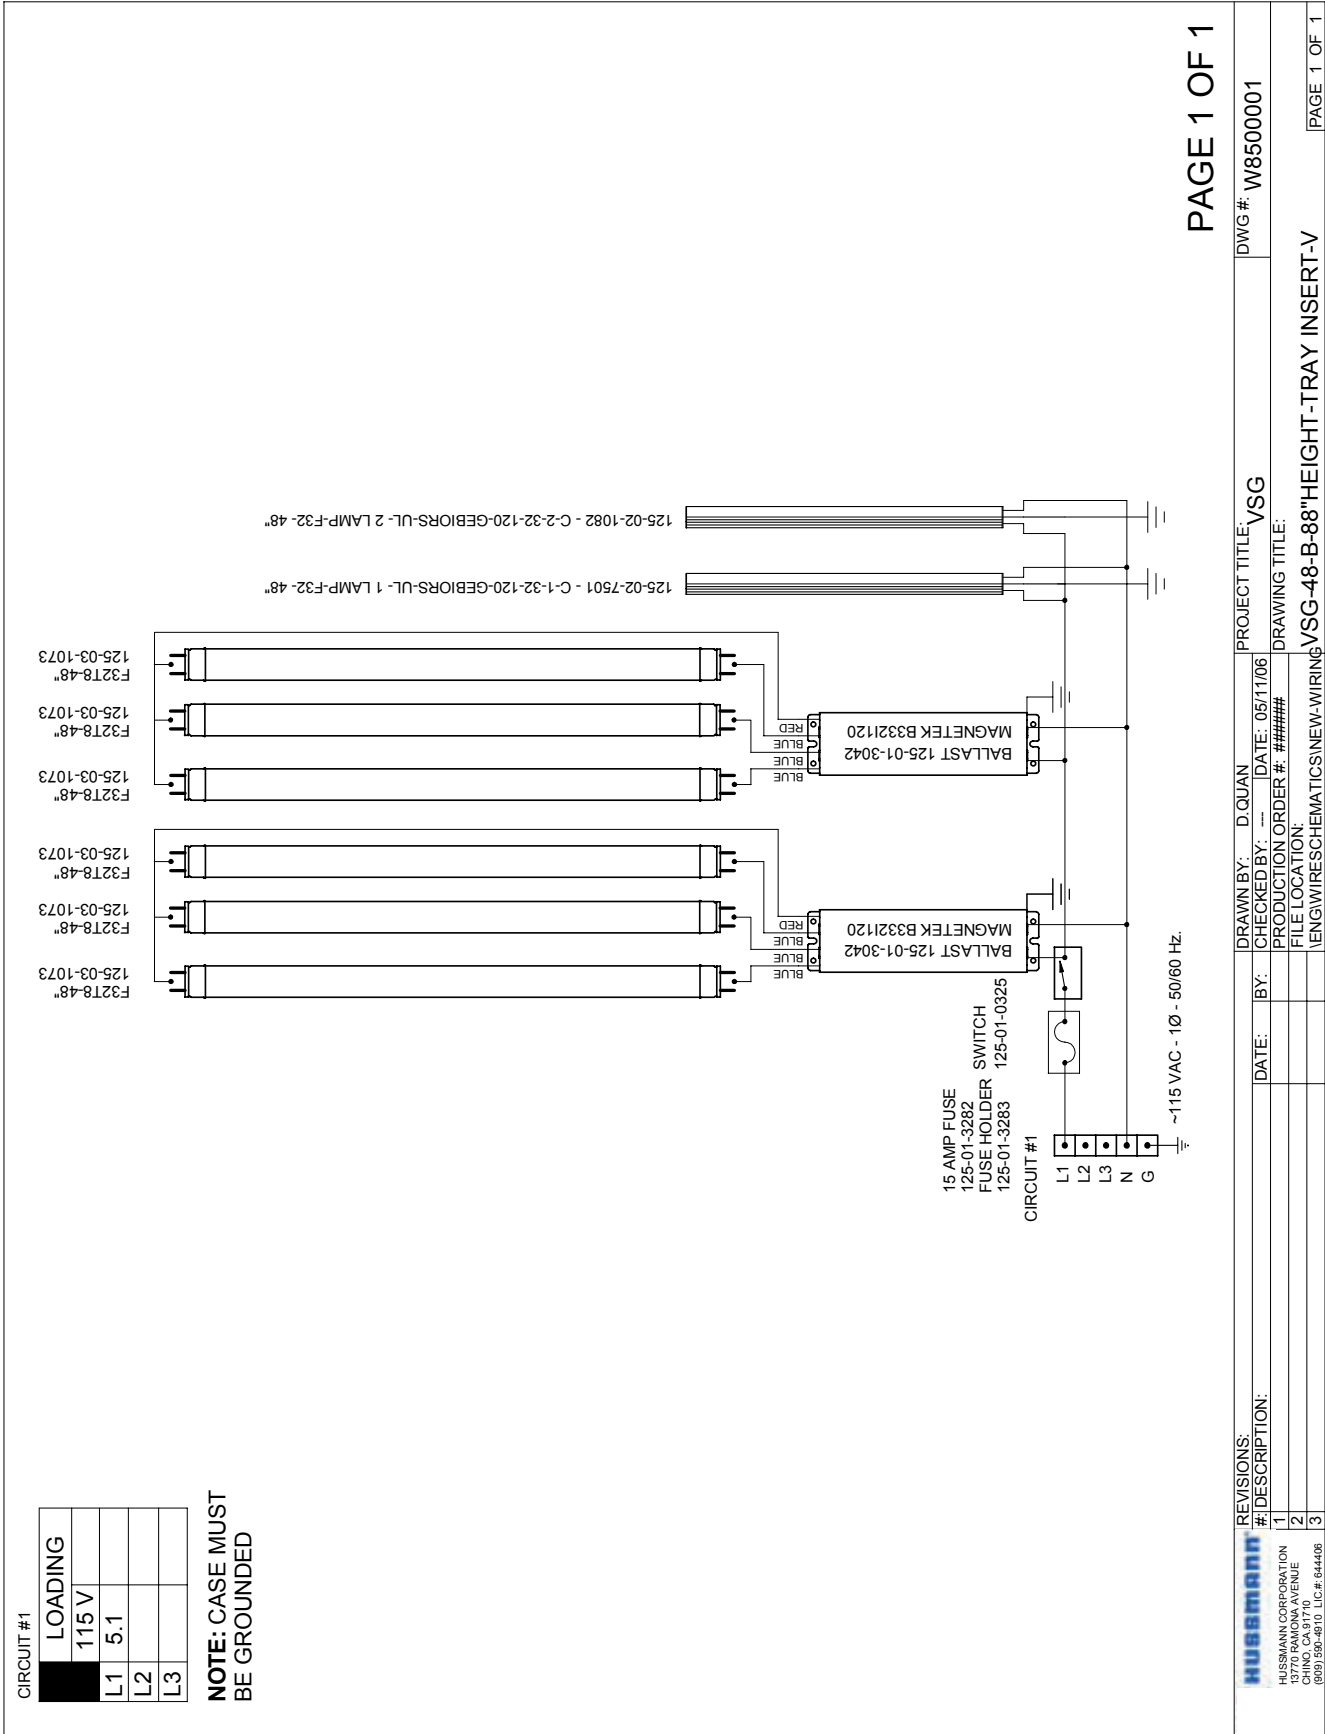 CIRCUIT #1
LOADING
115 V
L1 5.1
L2
L3
NOTE: CASE MUST
BE GROUNDED
F32T8-48"
125-03-1073
F32T8-48"
125-03-1073
F32T8-48"
125-03-1073
F32T8-48"
125-03-1073
F32T8-48"
125-03-1073
F32T8-48"
125-03-1073
125-02-7501 - C-1-32-120-GEBIORS-UL- 1 LAMP-F32- 48"
125-02-1082 - C-2-32-120-GEBIORS-UL- 2 LAMP-F32- 48"
BLUE
BLUE
BLUE
RED
BALLAST 125-01-3042
MAGNETEK B332I120
BLUE
BLUE
BLUE
RED
BALLAST 125-01-3042
MAGNETEK B332I120
15 AMP FUSE
125-01-3282
FUSE HOLDER
125-01-3283
SWITCH
125-01-0325
CIRCUIT #1
L1
L2
L3
N
G
~115 VAC - 1Ø - 50/60 Hz.
PAGE 1 OF 1
HUSSMANN
HUSSMANN CORPORATION
13770 RAMONA AVENUE
CHINO, CA.91710
(909) 590-4910 LIC.#: 644406
REVISIONS:
#: DESCRIPTION: DATE: BY:
1
2
3
DRAWN BY: D.QUAN
CHECKED BY: --- DATE: 05/11/06
PRODUCTION ORDER #: ######
FILE LOCATION:
\ENG\WIRESCHEMATICS\NEW-WIRING
PROJECT TITLE: VSG
DRAWING TITLE:
VSG-48-B-88"HEIGHT-TRAY INSERT-V
DWG #: W8500001
PAGE 1 OF 1